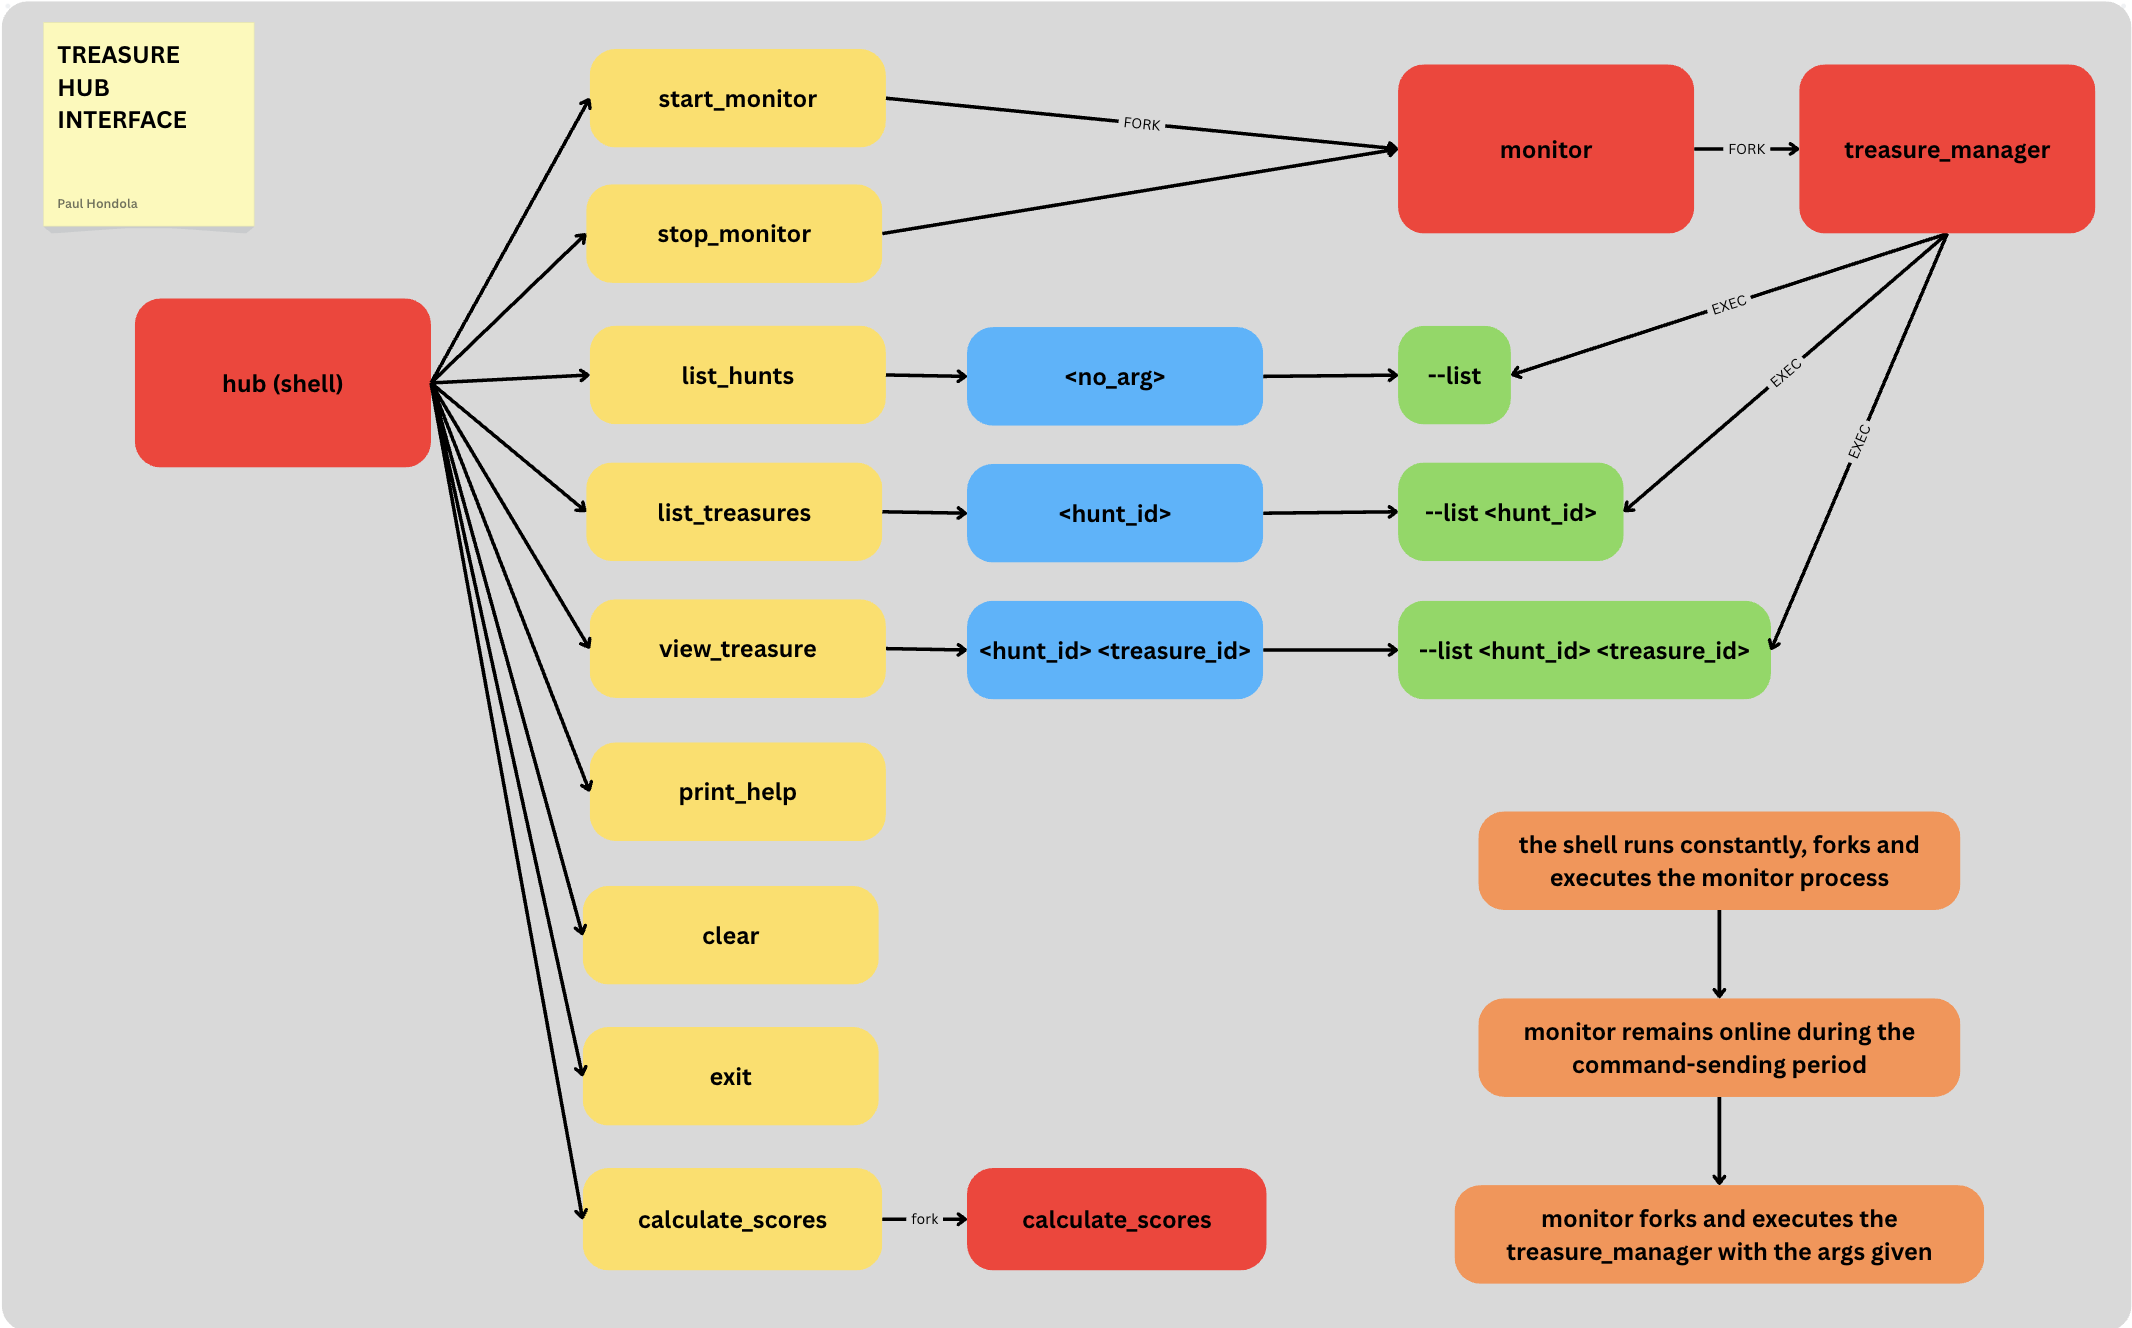 TREASURE
HUB
INTERFACE
Paul Hondola
hub (shell)
start_monitor
FORK
monitor
FORK
treasure_manager
stop_monitor
list_hunts
<no_arg>
--list
EXEC
list_treasures
<hunt_id>
--list <hunt_id>
EXEC
view_treasure
<hunt_id> <treasure_id>
--list <hunt_id> <treasure_id>
EXEC
print_help
clear
exit
calculate_scores
fork
calculate_scores
the shell runs constantly, forks and
executes the monitor process
monitor remains online during the
command-sending period
monitor forks and executes the
treasure_manager with the args given